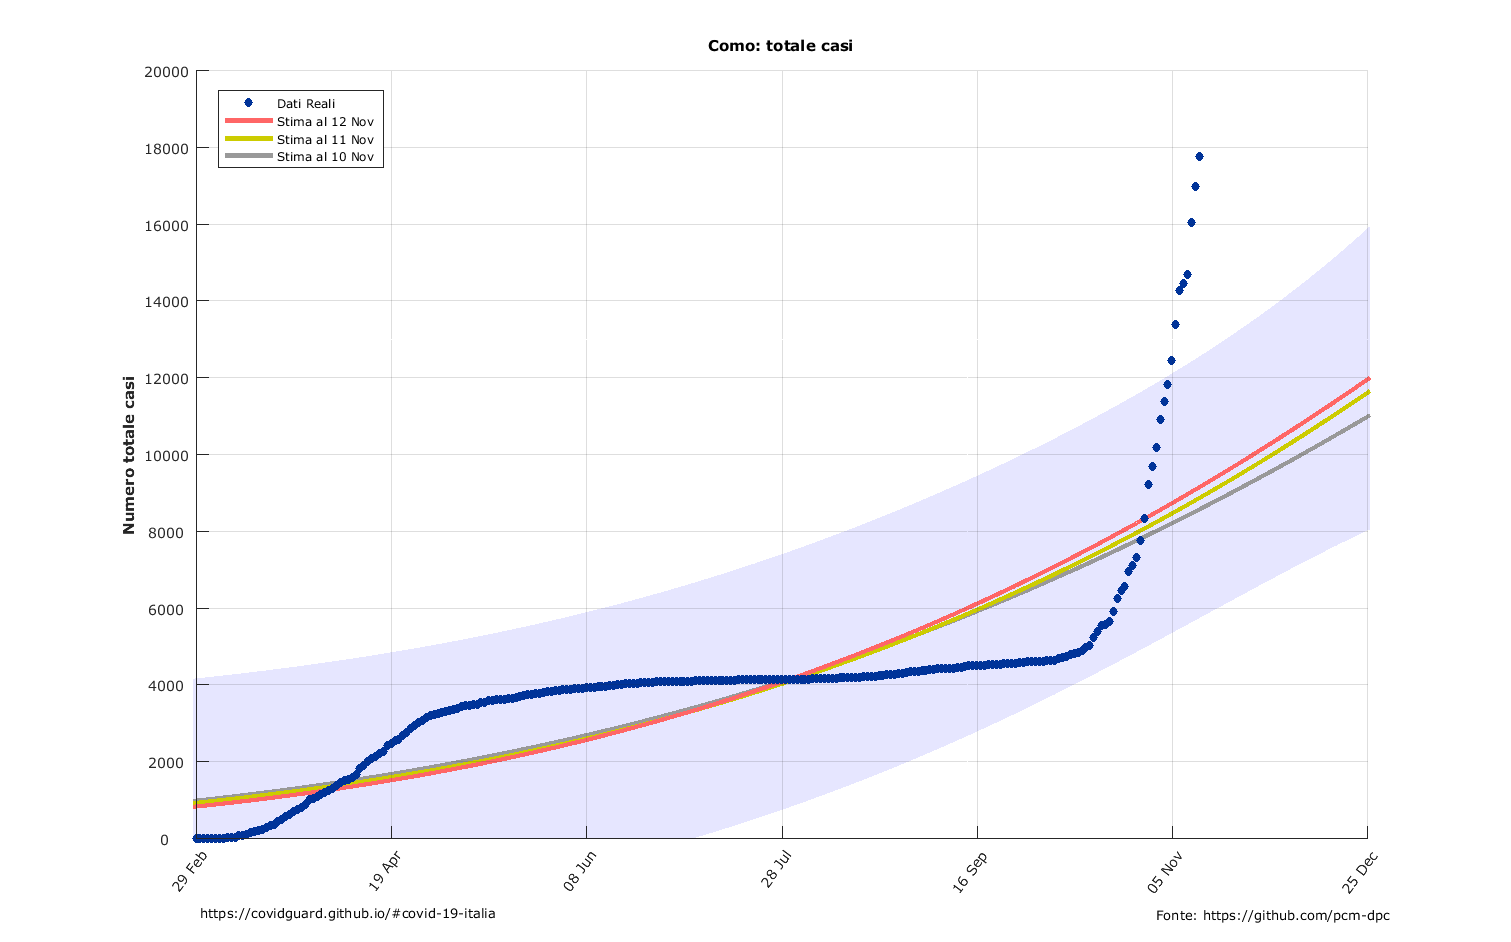 Como: totale casi
20000
18000
16000
14000
12000
10000
8000
6000
4000
2000
0
Numero totale casi
Dati Reali
Stima al 12 Nov
Stima al 11 Nov
Stima al 10 Nov
29 Feb
19 Apr
08 Jun
28 Jul
16 Sep
05 Nov
25 Dec
https://covidguard.github.io/#covid-19-italia
Fonte: https://github.com/pcm-dpc